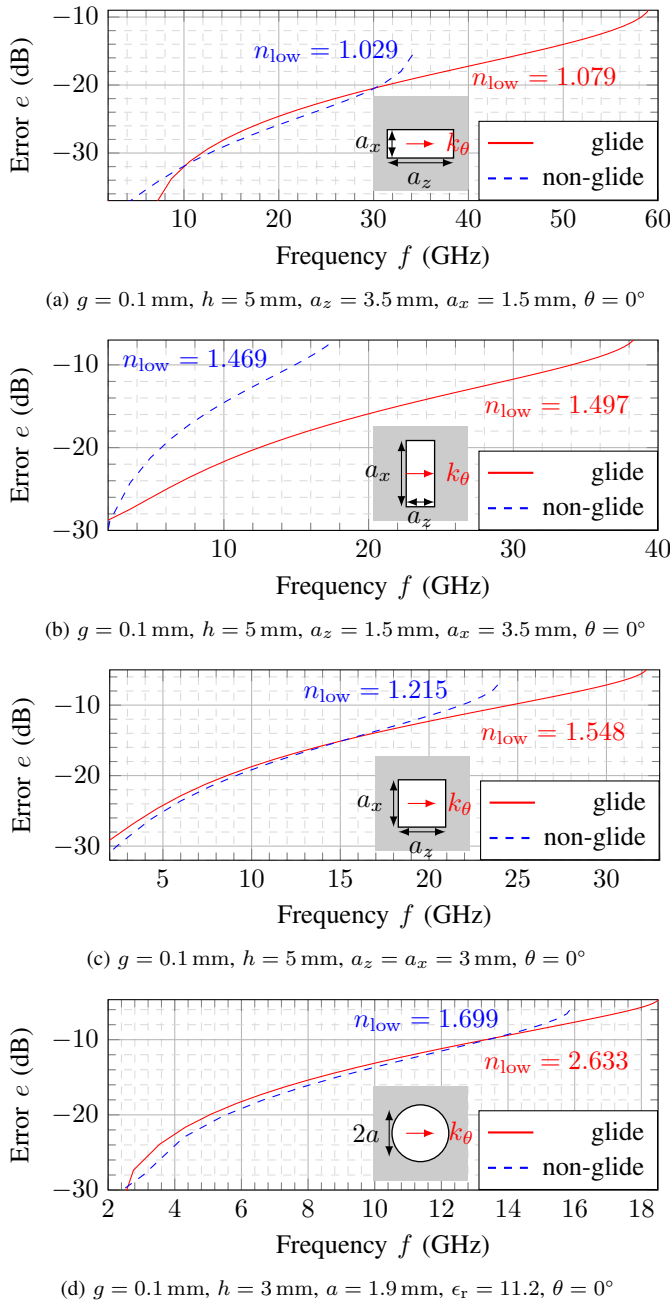 −10
−20
−30
Error e (dB)
n_low = 1.029
n_low = 1.079
a_x
a_z
k_θ
glide
non-glide
10 20 30 40 50 60
Frequency f (GHz)
(a) g = 0.1 mm, h = 5 mm, a_z = 3.5 mm, a_x = 1.5 mm, θ = 0°
−10
−20
−30
Error e (dB)
n_low = 1.469
n_low = 1.497
a_x
a_z
k_θ
glide
non-glide
10 20 30 40
Frequency f (GHz)
(b) g = 0.1 mm, h = 5 mm, a_z = 1.5 mm, a_x = 3.5 mm, θ = 0°
−10
−20
−30
Error e (dB)
n_low = 1.215
n_low = 1.548
a_x
a_z
k_θ
glide
non-glide
5 10 15 20 25 30
Frequency f (GHz)
(c) g = 0.1 mm, h = 5 mm, a_z = a_x = 3 mm, θ = 0°
−10
−20
−30
Error e (dB)
n_low = 1.699
n_low = 2.633
2a
k_θ
glide
non-glide
2 4 6 8 10 12 14 16 18
Frequency f (GHz)
(d) g = 0.1 mm, h = 3 mm, a = 1.9 mm, ϵ_r = 11.2, θ = 0°